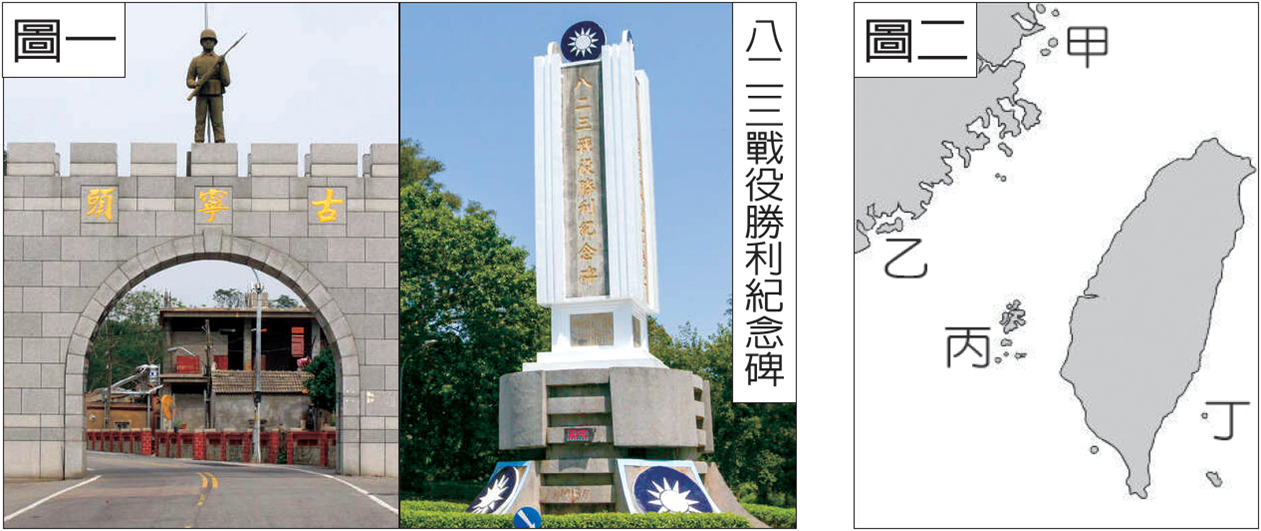 圖一
古寧頭
八二三戰役勝利紀念碑
八二三戰役勝利紀念碑
圖二
甲
乙
丙
丁